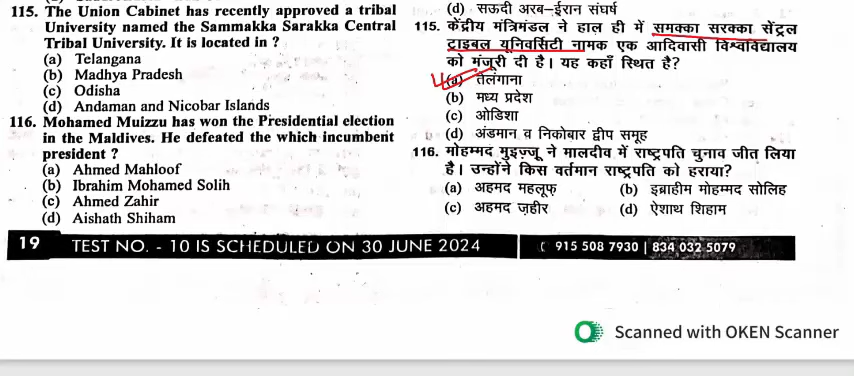 115. The Union Cabinet has recently approved a tribal
University named the Sammakka Sarakka Central
Tribal University. It is located in ?
(a) Telangana
(b) Madhya Pradesh
(c) Odisha
(d) Andaman and Nicobar Islands
116. Mohamed Muizzu has won the Presidential election
in the Maldives. He defeated the which incumbent
president ?
(a) Ahmed Mahloof
(b) Ibrahim Mohamed Solih
(c) Ahmed Zahir
(d) Aishath Shiham
(d) सऊदी अरब-ईरान संघर्ष
115. केंद्रीय मंत्रिमंडल ने हाल ही में समक्का सरक्का सेंट्रल
ट्राइबल यूनिवर्सिटी नामक एक आदिवासी विश्वविद्यालय
को मंजूरी दी है। यह कहाँ स्थित है?
(a) तेलंगाना
(b) मध्य प्रदेश
(c) ओडिशा
(d) अंडमान व निकोबार द्वीप समूह
116. मोहम्मद मुइज्जू ने मालदीव में राष्ट्रपति चुनाव जीत लिया
है। उन्होंने किस वर्तमान राष्ट्रपति को हराया?
(a) अहमद महलूफ़ (b) इब्राहीम मोहम्मद सोलिह
(c) अहमद ज़हीर (d) ऐशाथ शिहाम
19 TEST NO. - 10 IS SCHEDULED ON 30 JUNE 2024 915 508 7930 | 834 032 5079
Scanned with OKEN Scanner